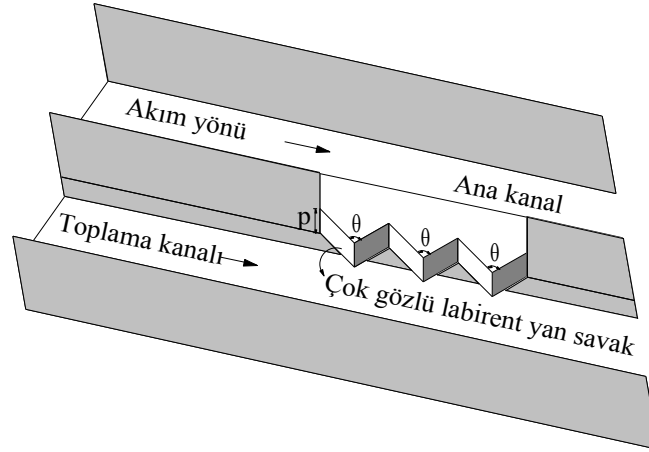 Akım yönü
Ana kanal
p
θ
θ
θ
Toplama kanalı
Çok gözlü labirent yan savak